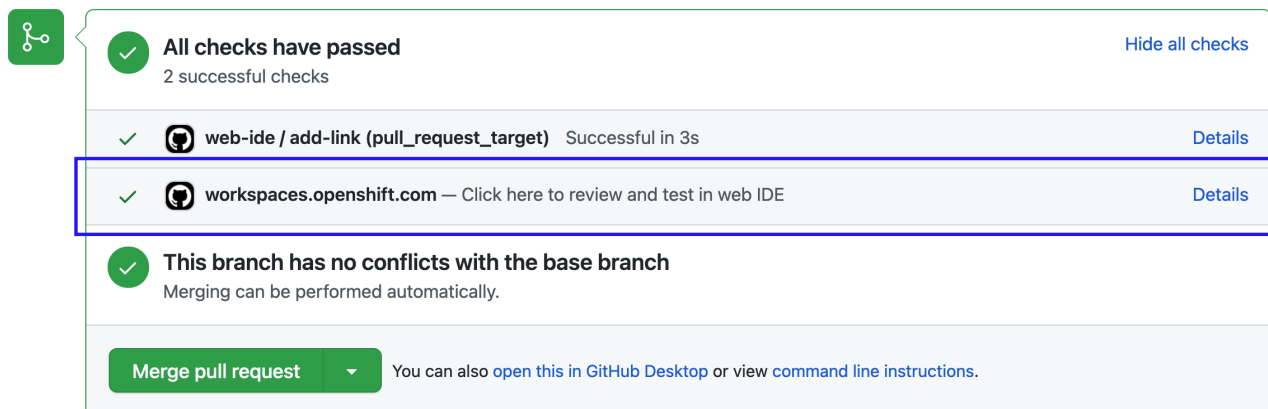 All checks have passed
Hide all checks
2 successful checks
web-ide / add-link (pull_request_target) Successful in 3s Details
workspaces.openshift.com — Click here to review and test in web IDE Details
This branch has no conflicts with the base branch
Merging can be performed automatically.
Merge pull request You can also open this in GitHub Desktop or view command line instructions.